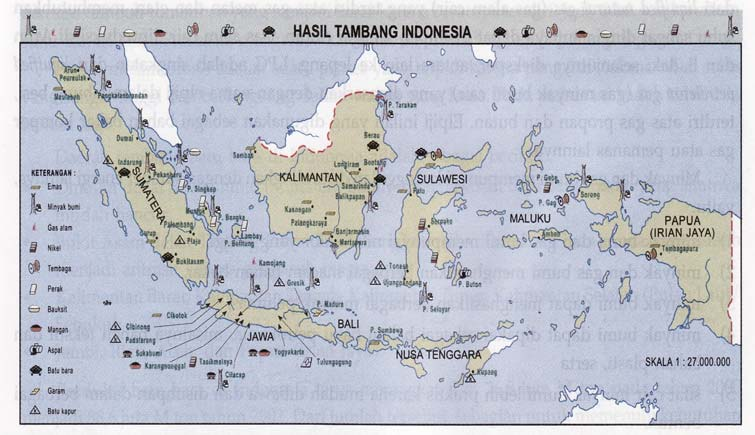 HASIL TAMBANG INDONESIA
Arun
Peureulak
Meulaboh
Pangkalanbrandan
P. Tarakan
Dumai
Berau
Sambas
Longiram
Bontang
Indarung
Pekanbaru
P. Singkep
KALIMANTAN
Samarinda
Balikpapan
SULAWESI
Palu
P. Gebe
P. Gag
Sorong
SUMATERA
KETERANGAN :
Emas
Minyak bumi
Gas alam
Nikel
Tembaga
Perak
Bauksit
Mangan
Aspal
Batu bara
Garam
Batu kapur
Bangka
Palembang
Plaju
P. Belitung
Kasongan
Palangkaraya
Banjarmasin
Martapura
Soroako
MALUKU
Ambon
PAPUA
(IRIAN JAYA)
Tembagapura
Bukitasam
Kamojang
Gresik
Tonasa
Ujungpandang
P. Buton
P. Selayar
Cikotok
Madura
Cibinong
Padalarang
Sukabumi
Karangnunggal
JAWA
BALI
P. Sumbawa
NUSA TENGGARA
SKALA 1 : 27.000.000
Tasikmalaya
Yogyakarta
Tulungagung
Cilacap
Kupang